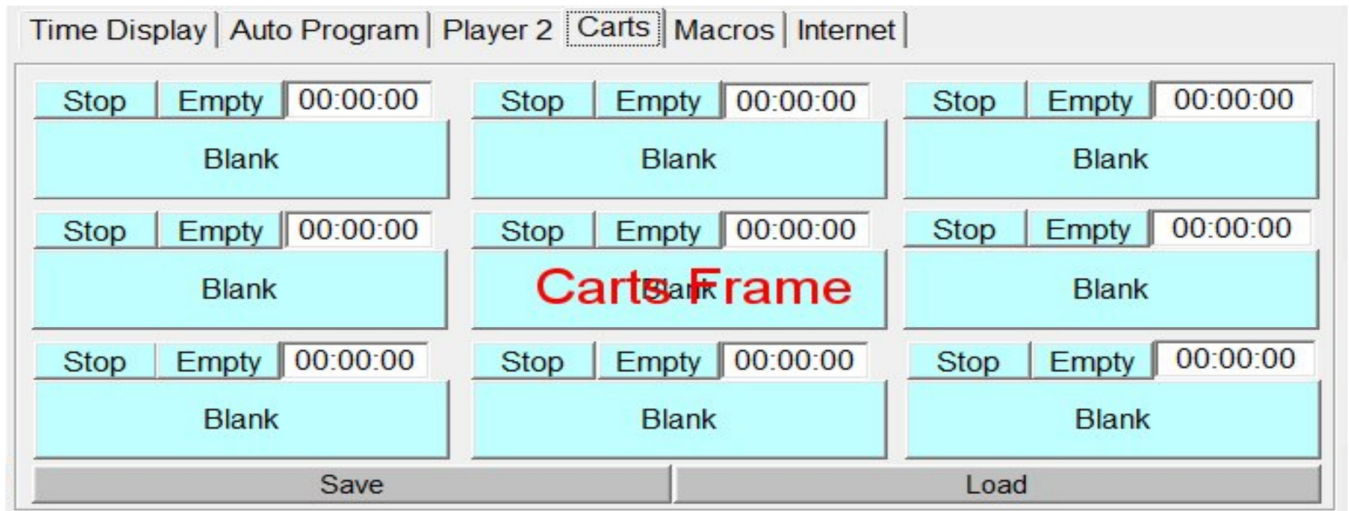 Time Display Auto Program Player 2 Carts Macros Internet
Stop Empty 00:00:00 Stop Empty 00:00:00 Stop Empty 00:00:00
Blank Blank Blank
Stop Empty 00:00:00 Stop Empty 00:00:00 Stop Empty 00:00:00
Blank Blank Blank
Carts Frame
Stop Empty 00:00:00 Stop Empty 00:00:00 Stop Empty 00:00:00
Blank Blank Blank
Save Load